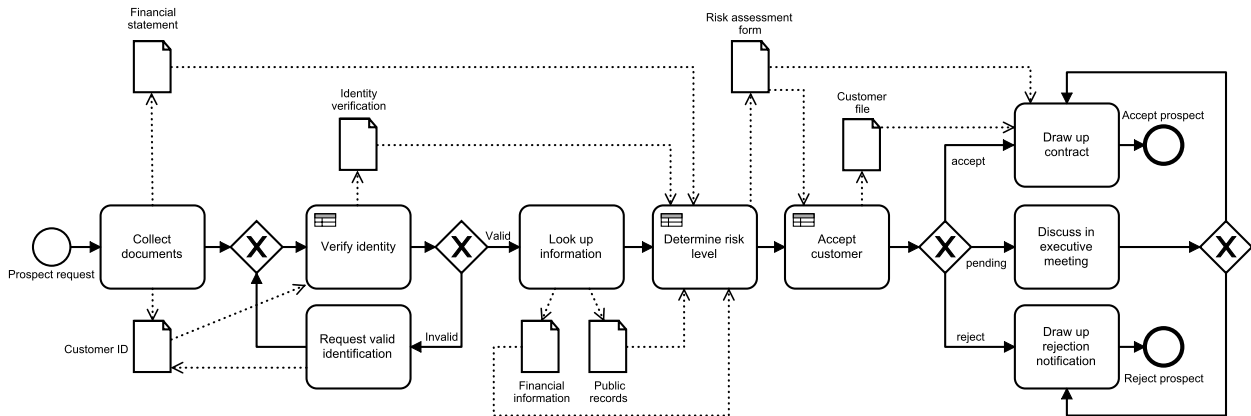 Financial
statement
Risk assessment
form
Identity
verification
Customer
file
Accept prospect
Draw up
contract
accept
Prospect request
Collect
documents
X
Verify identity
X
Valid
Look up
information
Determine risk
level
Accept
customer
X
pending
Discuss in
executive
meeting
X
Customer ID
Request valid
identification
Invalid
Financial
information
Public
records
reject
Draw up
rejection
notification
Reject prospect